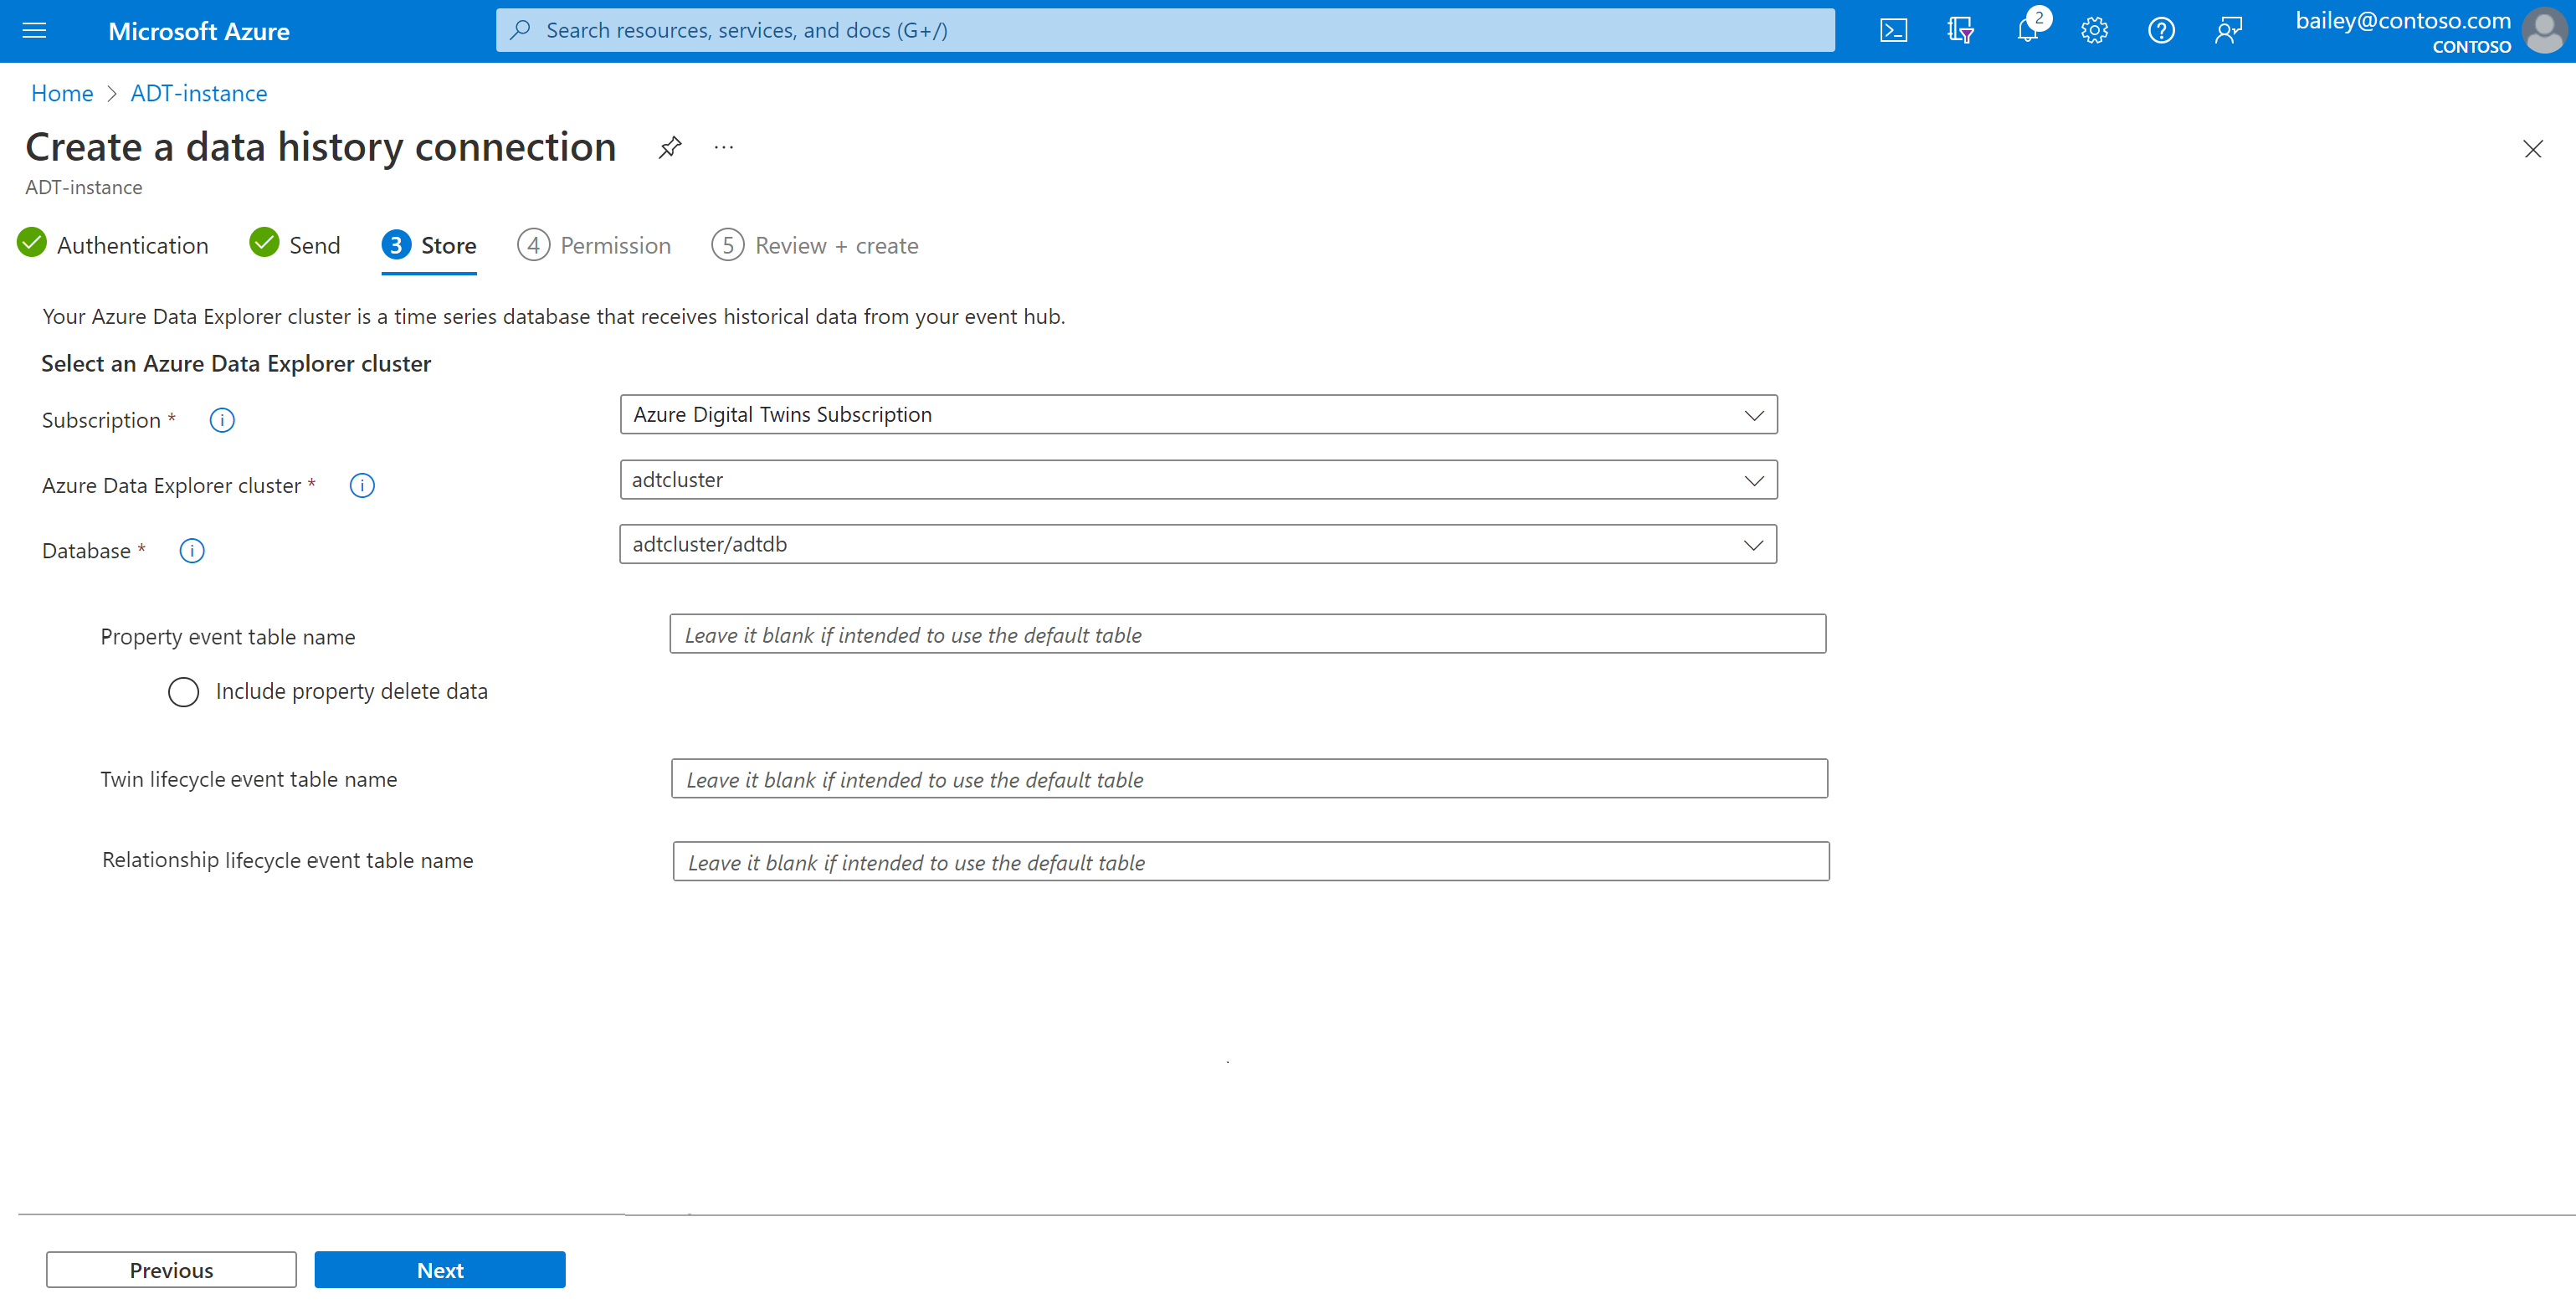 Microsoft Azure
Search resources, services, and docs (G+/)
2
bailey@contoso.com
CONTOSO
Home > ADT-instance
Create a data history connection
ADT-instance
Authentication
Send
3 Store
4 Permission
5 Review + create
Your Azure Data Explorer cluster is a time series database that receives historical data from your event hub.
Select an Azure Data Explorer cluster
Subscription *
Azure Digital Twins Subscription
Azure Data Explorer cluster *
adtcluster
Database *
adtcluster/adtdb
Property event table name
Leave it blank if intended to use the default table
Include property delete data
Twin lifecycle event table name
Leave it blank if intended to use the default table
Relationship lifecycle event table name
Leave it blank if intended to use the default table
Previous
Next